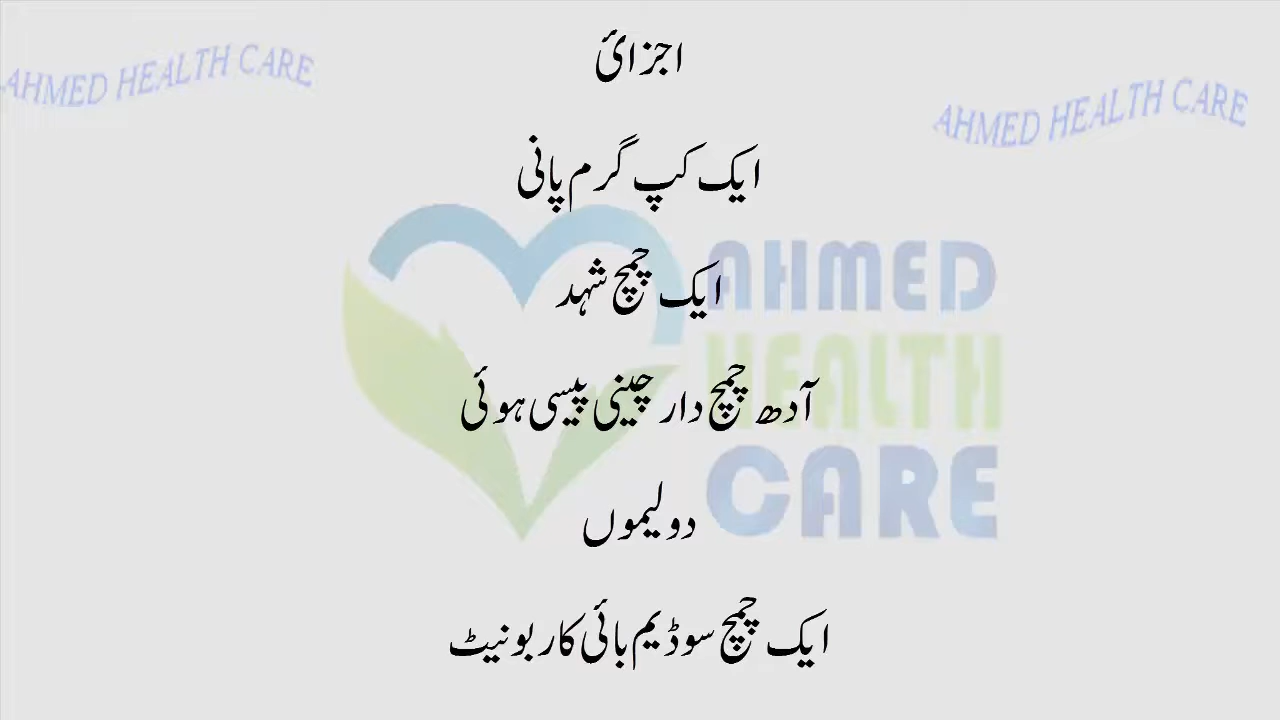 اجزائ
AHMED HEALTH CARE
AHMED HEALTH CARE
ایک کپ گرم پانی
ایک چمچ شہد
AHMED
HEALTH
CARE
آدھ چمچ دار چینی پیسی ہوئی
دو لیموں
ایک چمچ سوڈیم بائی کاربونیٹ